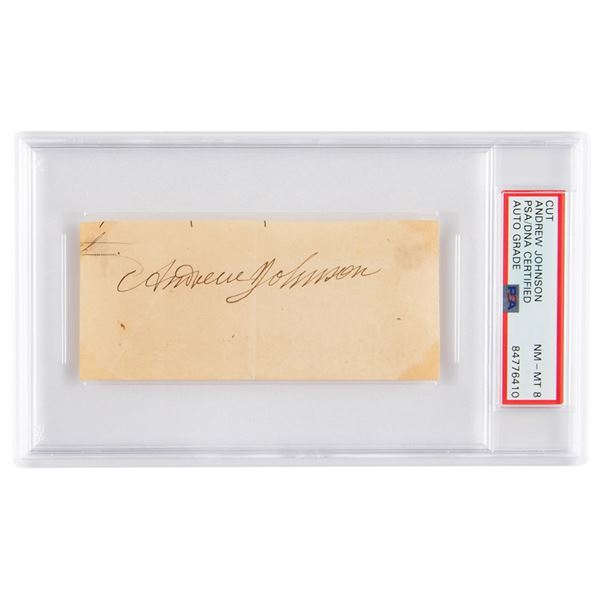 Andrew Johnson
CUT
ANDREW JOHNSON
PSA/DNA CERTIFIED
AUTO GRADE
NM - MT 8
PSA
84776410